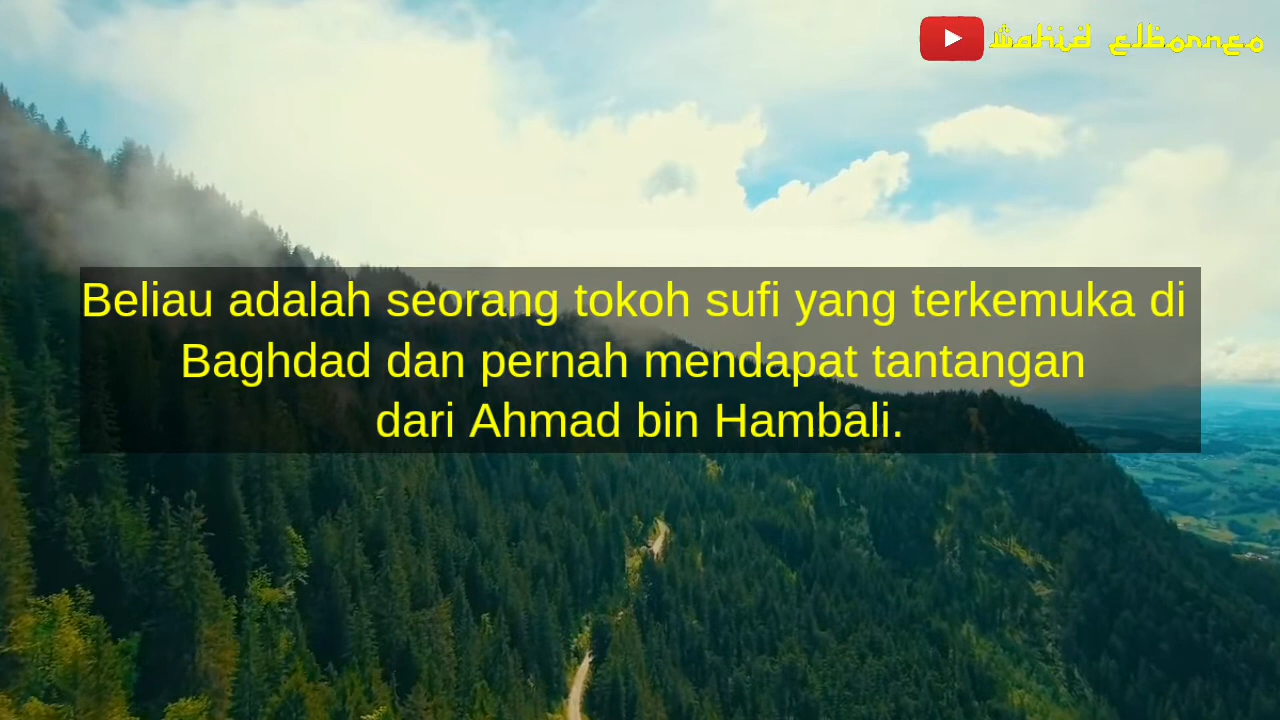 Wahid elborneo
Beliau adalah seorang tokoh sufi yang terkemuka di
Baghdad dan pernah mendapat tantangan
dari Ahmad bin Hambali.